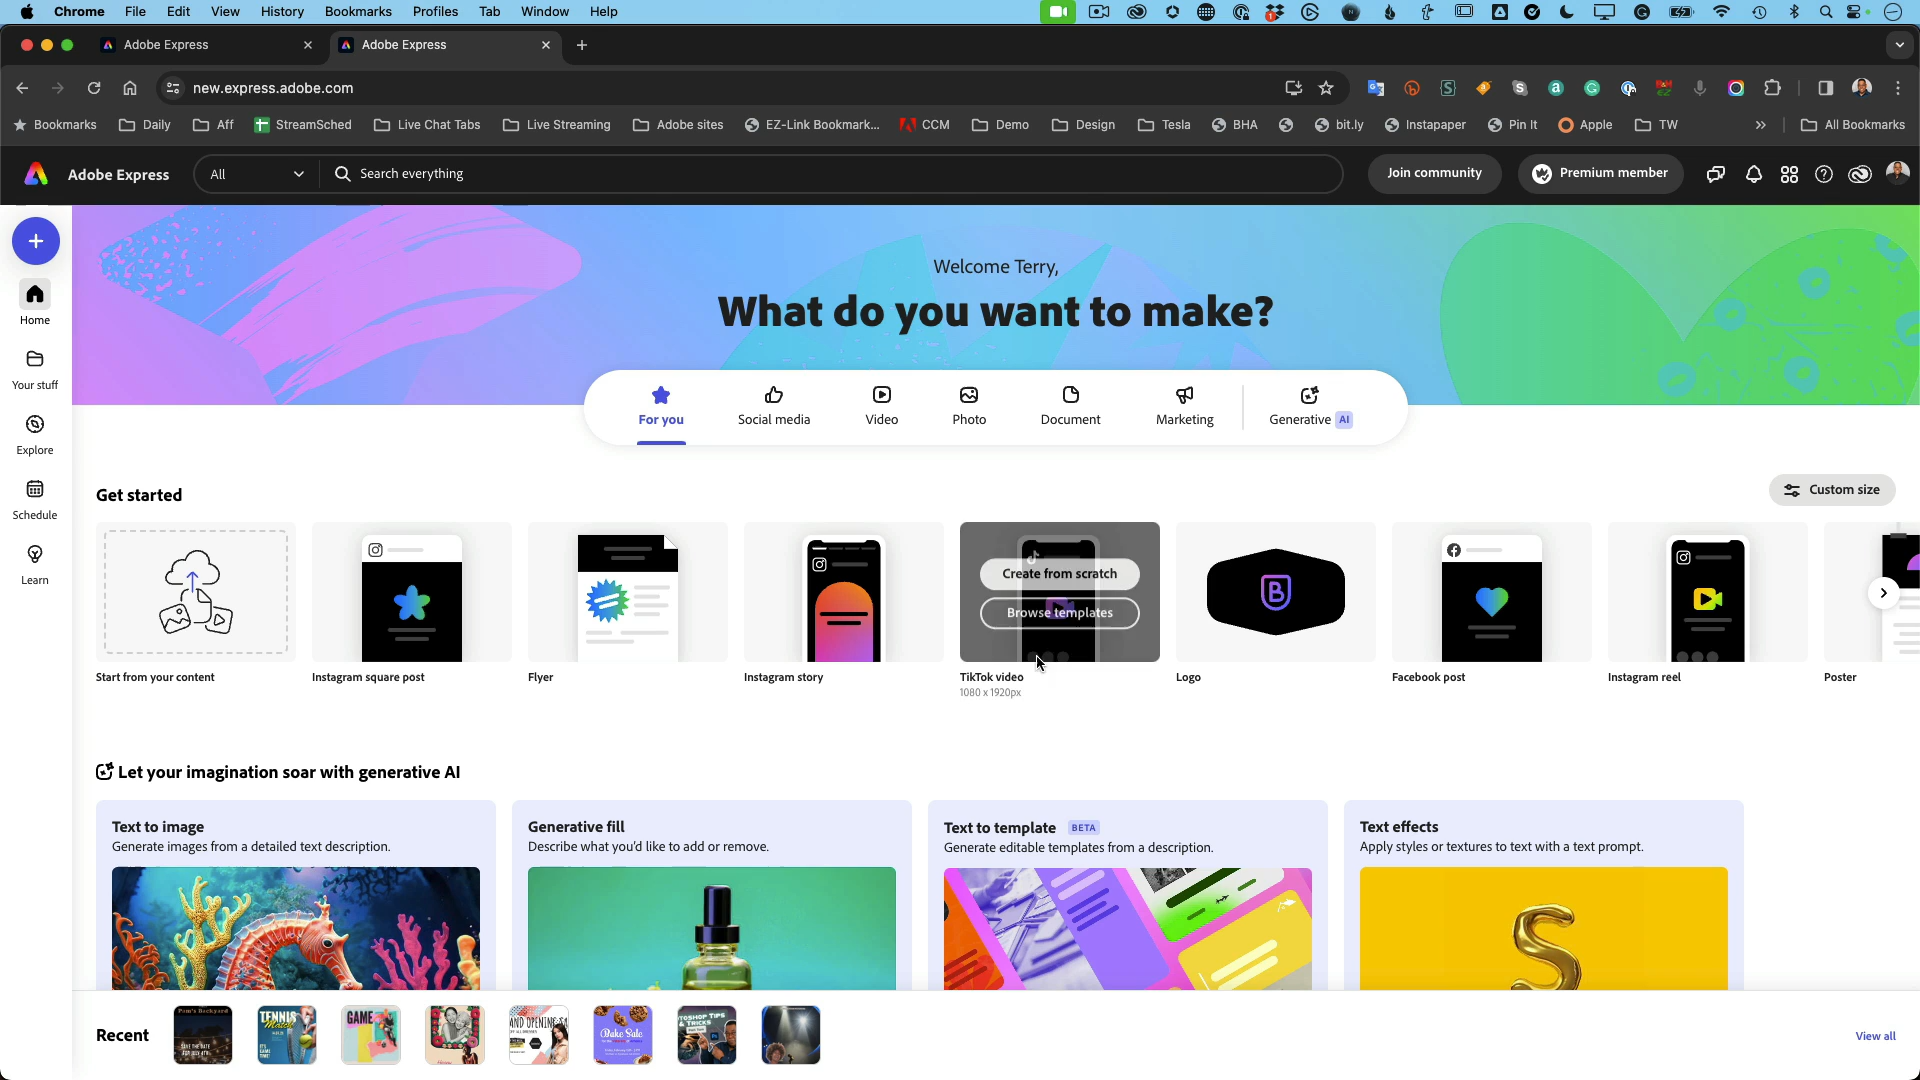 Chrome File Edit View History Bookmarks Profiles Tab Window Help
Adobe Express
Adobe Express
new.express.adobe.com
Bookmarks Daily Aff StreamSched Live Chat Tabs Live Streaming Adobe sites EZ-Link Bookmark... CCM Demo Design Tesla BHA bit.ly Instapaper Pin It Apple TW All Bookmarks
Adobe Express All Search everything Join community Premium member
Welcome Terry,
What do you want to make?
Home
Your stuff
Explore
Schedule
Learn
For you Social media Video Photo Document Marketing Generative AI
Get started
Custom size
Create from scratch
Browse templates
B
Start from your content
Instagram square post
Flyer
Instagram story
TikTok video
1080 x 1920px
Logo
Facebook post
Instagram reel
Poster
Let your imagination soar with generative AI
Text to image
Generate images from a detailed text description.
Generative fill
Describe what you'd like to add or remove.
Text to template BETA
Generate editable templates from a description.
Text effects
Apply styles or textures to text with a text prompt.
S
Recent
TENNIS
Match
GAME
AND OPENING
Bake Sale
TOSHOP TIPS
& TRICKS
View all